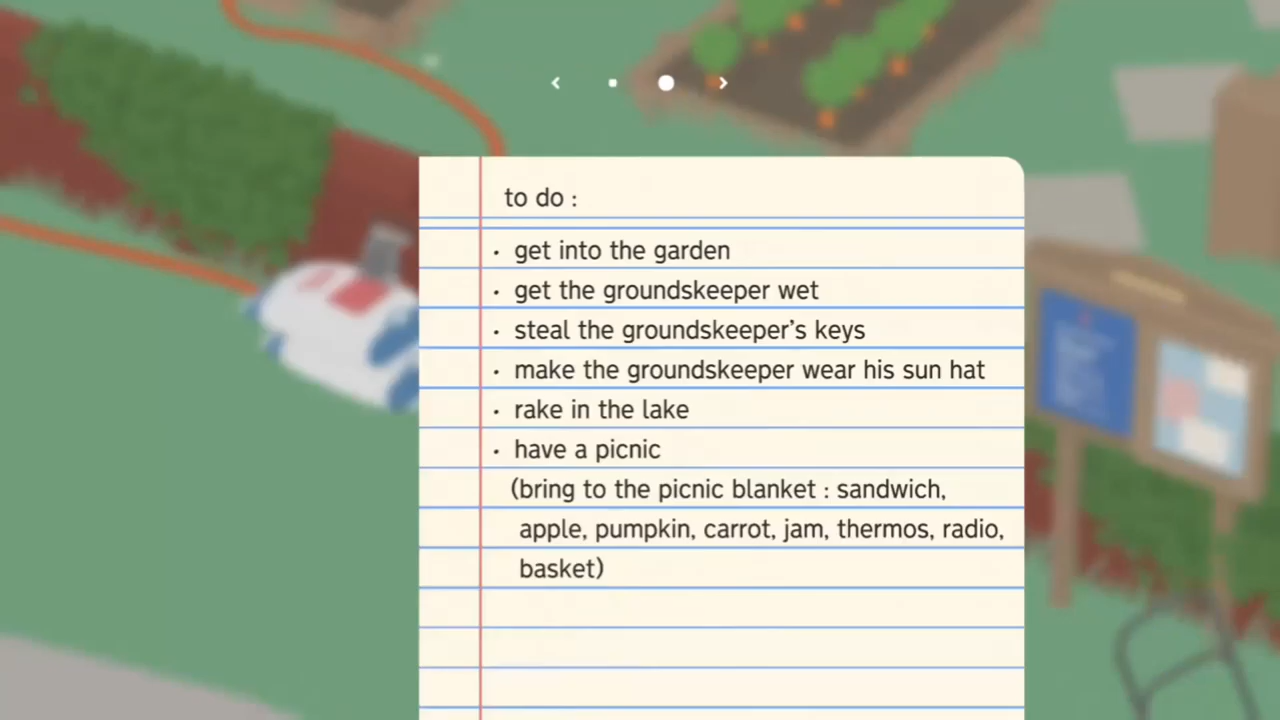 to do :
· get into the garden
· get the groundskeeper wet
· steal the groundskeeper’s keys
· make the groundskeeper wear his sun hat
· rake in the lake
· have a picnic
(bring to the picnic blanket : sandwich,
apple, pumpkin, carrot, jam, thermos, radio,
basket)